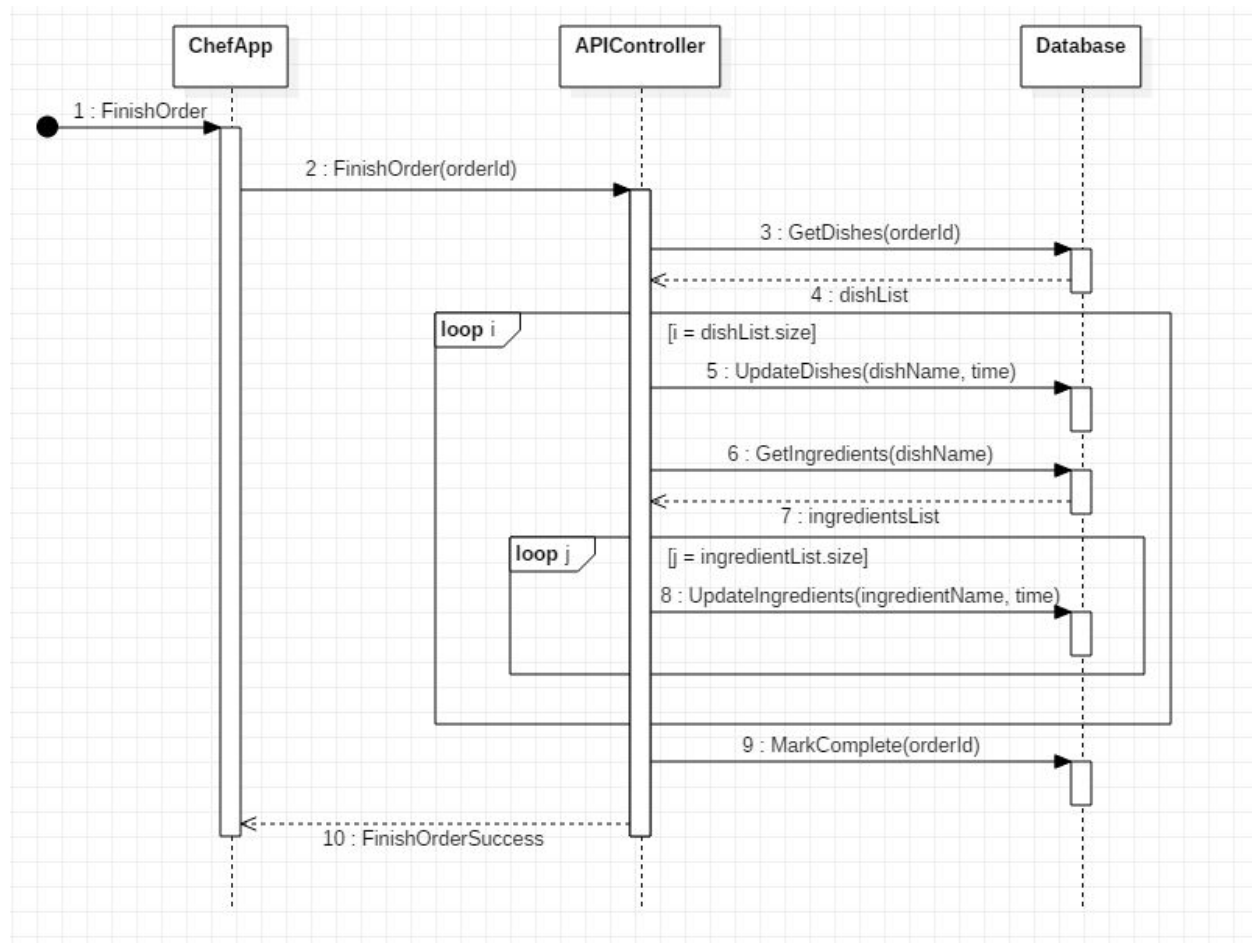 ChefApp
APIController
Database
1 : FinishOrder
2 : FinishOrder(orderId)
3 : GetDishes(orderId)
4 : dishList
loop i
[i = dishList.size]
5 : UpdateDishes(dishName, time)
6 : GetIngredients(dishName)
7 : ingredientsList
loop j
[j = ingredientList.size]
8 : UpdateIngredients(ingredientName, time)
9 : MarkComplete(orderId)
10 : FinishOrderSuccess